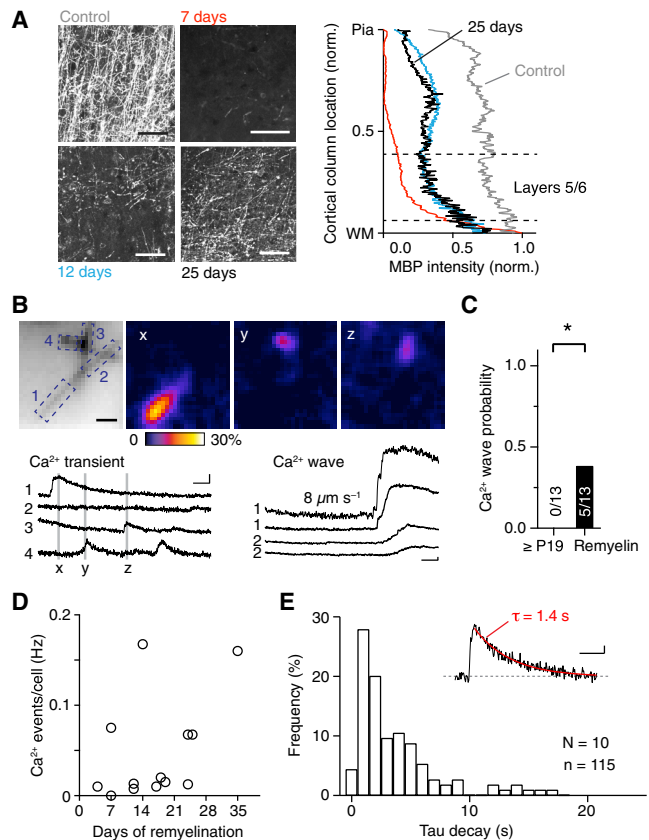 A
Control
7 days
12 days
25 days
Cortical column location (norm.)
Pia
0.5
WM
25 days
Control
Layers 5/6
0.0
0.5
1.0
MBP intensity (norm.)
B
4
3
2
1
x
y
z
0
30%
Ca²⁺ transient
1
2
3
4
x
y
z
Ca²⁺ wave
8 µm s⁻¹
1
1
2
2
C
*
Ca²⁺ wave probability
1.0
0.5
0.0
0/13
5/13
≥ P19
Remyelin
D
Ca²⁺ events/cell (Hz)
0.2
0.1
0
0
7
14
21
28
35
Days of remyelination
E
Frequency (%)
30
20
10
0
τ = 1.4 s
N = 10
n = 115
0
10
20
Tau decay (s)